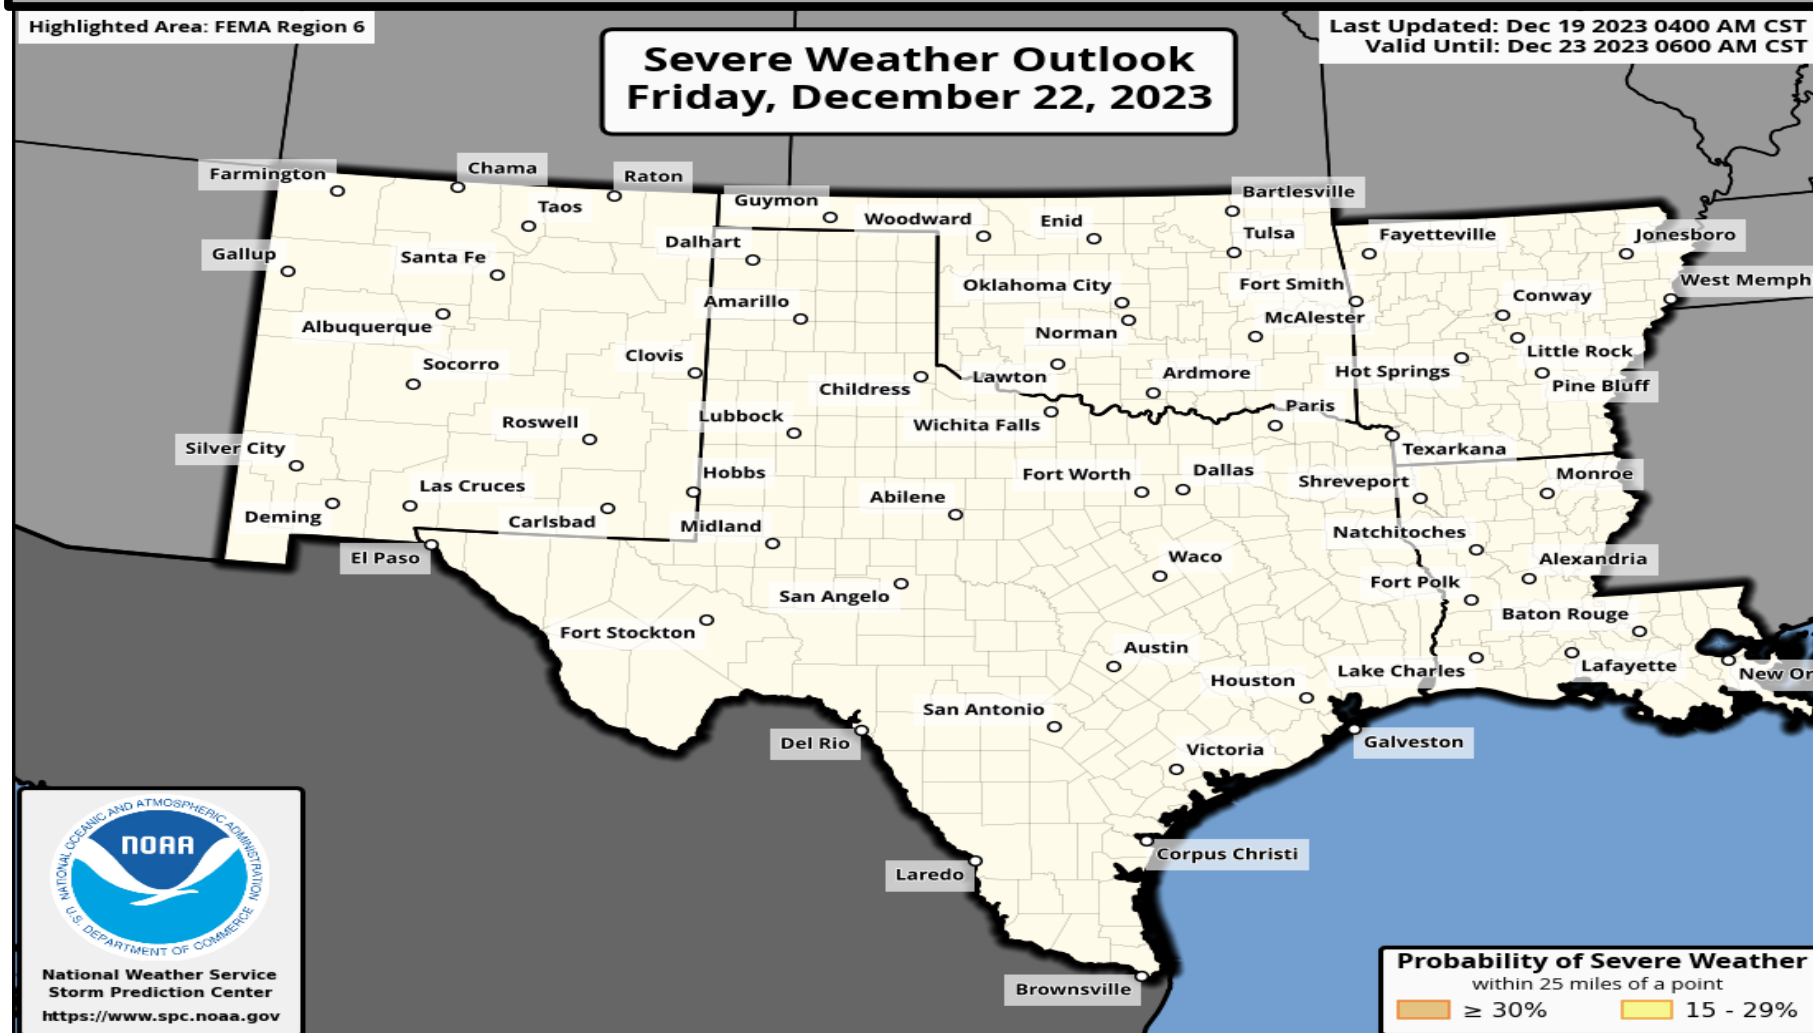 Highlighted Area: FEMA Region 6
Last Updated: Dec 19 2023 0400 AM CST
Valid Until: Dec 23 2023 0600 AM CST
Severe Weather Outlook
Friday, December 22, 2023
Farmington
Chama
Raton
Taos
Guymon
Woodward
Enid
Bartlesville
Dalhart
Tulsa
Fayetteville
Jonesboro
Gallup
Santa Fe
Oklahoma City
Fort Smith
Conway
West Memph
Albuquerque
Amarillo
Norman
McAlester
Little Rock
Socorro
Clovis
Childress
Lawton
Ardmore
Hot Springs
Pine Bluff
Roswell
Lubbock
Wichita Falls
Paris
Texarkana
Silver City
Las Cruces
Hobbs
Abilene
Fort Worth
Dallas
Shreveport
Monroe
Deming
Carlsbad
Midland
Natchitoches
El Paso
Waco
Alexandria
San Angelo
Fort Polk
Fort Stockton
Baton Rouge
Austin
Houston
Lake Charles
Lafayette
New Or
San Antonio
Del Rio
Victoria
Galveston
Corpus Christi
Laredo
Brownsville
NATIONAL OCEANIC AND ATMOSPHERIC ADMINISTRATION
NOAA
U.S. DEPARTMENT OF COMMERCE
National Weather Service
Storm Prediction Center
https://www.spc.noaa.gov
Probability of Severe Weather
within 25 miles of a point
≥ 30% 15 - 29%